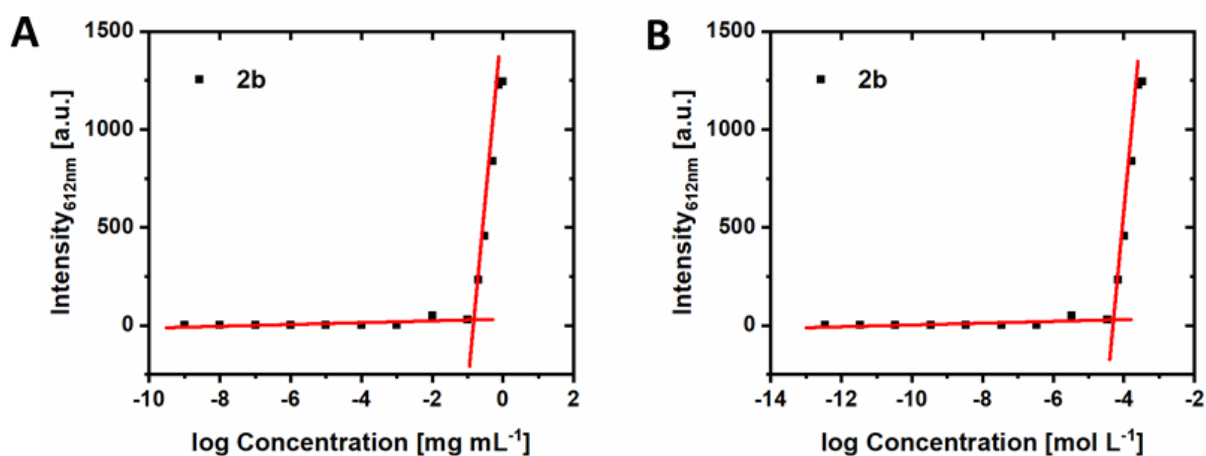 A
Intensity612nm [a.u.]
1500
1000
500
0
2b
-10 -8 -6 -4 -2 0 2
log Concentration [mg mL-1]
B
Intensity612nm [a.u.]
1500
1000
500
0
2b
-14 -12 -10 -8 -6 -4 -2
log Concentration [mol L-1]